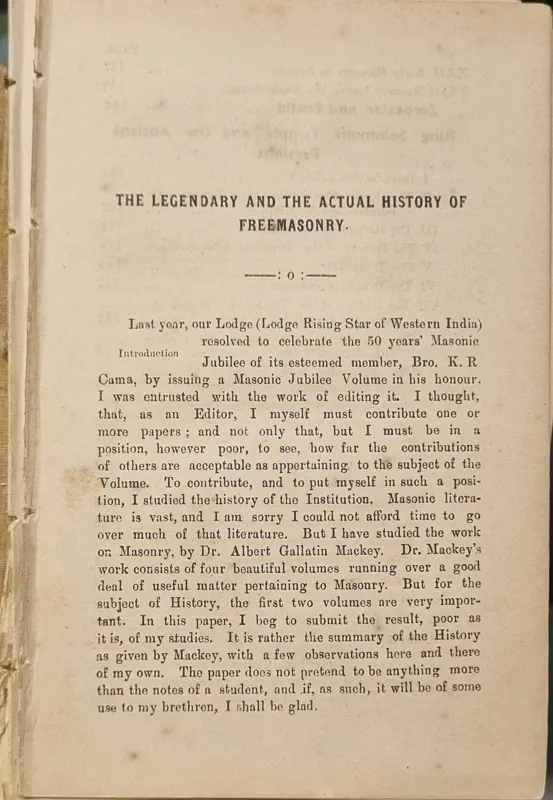 THE LEGENDARY AND THE ACTUAL HISTORY OF
FREEMASONRY.
——: o :——
Last year, our Lodge (Lodge Rising Star of Western India)
resolved to celebrate the 50 years' Masonic
Introduction
Jubilee of its esteemed member, Bro. K. R
Cama, by issuing a Masonic Jubilee Volume in his honour.
I was entrusted with the work of editing it. I thought,
that, as an Editor, I myself must contribute one or
more papers ; and not only that, but I must be in a
position, however poor, to see, how far the contributions
of others are acceptable as appertaining to the subject of the
Volume. To contribute, and to put myself in such a posi-
tion, I studied the history of the Institution. Masonic litera-
ture is vast, and I am sorry I could not afford time to go
over much of that literature. But I have studied the work
on Masonry, by Dr. Albert Gallatin Mackey. Dr. Mackey's
work consists of four beautiful volumes running over a good
deal of useful matter pertaining to Masonry. But for the
subject of History, the first two volumes are very impor-
tant. In this paper, I beg to submit the result, poor as
it is, of my studies. It is rather the summary of the History
as given by Mackey, with a few observations here and there
of my own. The paper does not pretend to be anything more
than the notes of a student, and if, as such, it will be of some
use to my brethren, I shall be glad.